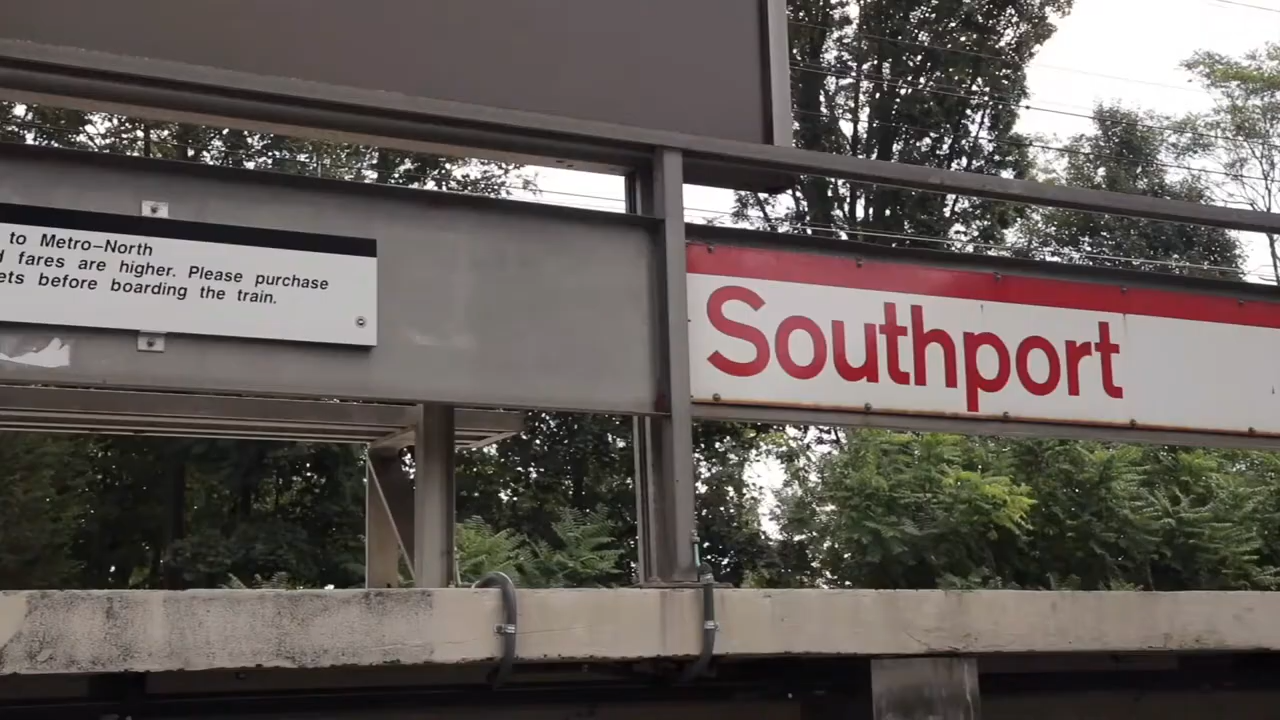 to Metro–North
fares are higher. Please purchase
before boarding the train.
Southport